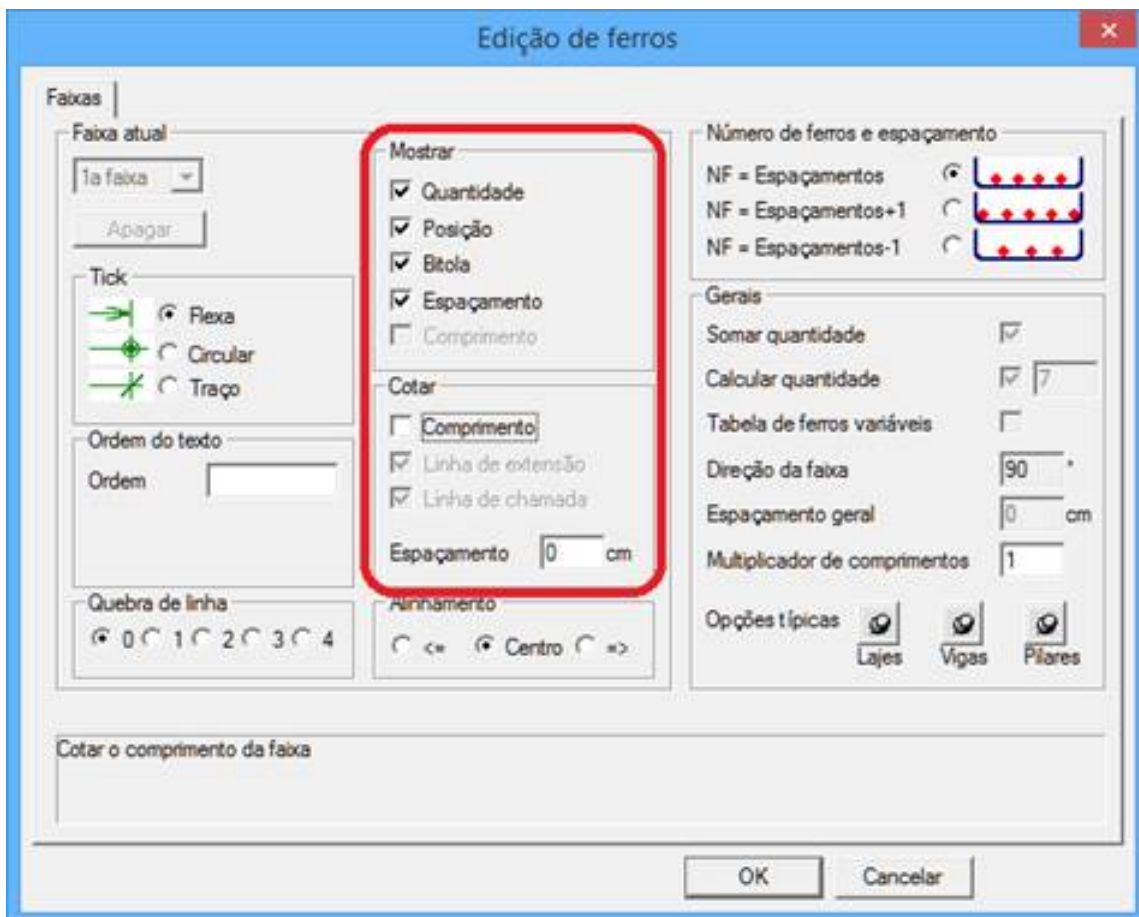 Edição de ferros
Faixas
Faixa atual
1a faixa
Apagar
Tick
Flexa
Circular
Traço
Ordem do texto
Ordem
Quebra de linha
0 1 2 3 4
Mostrar
Quantidade
Posição
Bitola
Espaçamento
Comprimento
Cotar
Comprimento
Linha de extensão
Linha de chamada
Espaçamento 0 cm
Alinhamento
<= Centro =>
Número de ferros e espaçamento
NF = Espaçamentos
NF = Espaçamentos+1
NF = Espaçamentos-1
Gerais
Somar quantidade
Calcular quantidade 7
Tabela de ferros variáveis
Direção da faixa 90 °
Espaçamento geral 0 cm
Multiplicador de comprimentos 1
Opções típicas
Lajes Vigas Pilares
Cotar o comprimento da faixa
OK Cancelar